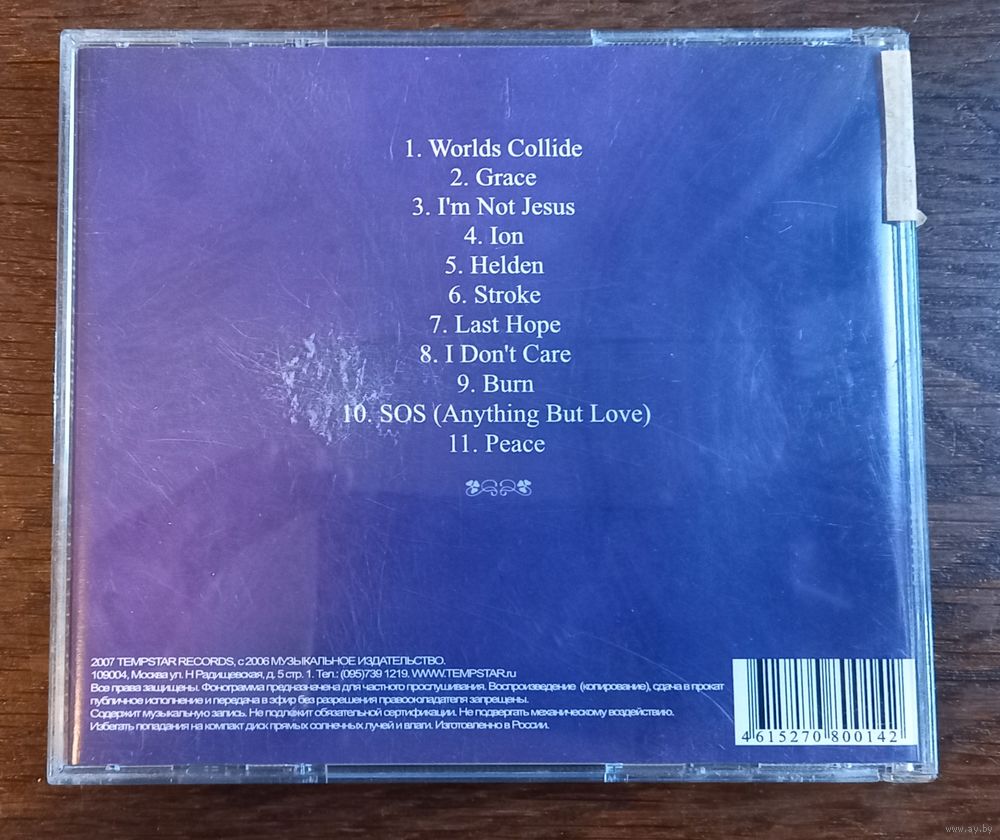 1. Worlds Collide
2. Grace
3. I'm Not Jesus
4. Ion
5. Helden
6. Stroke
7. Last Hope
8. I Don't Care
9. Burn
10. SOS (Anything But Love)
11. Peace
2007 TEMPSTAR RECORDS, с 2006 МУЗЫКАЛЬНОЕ ИЗДАТЕЛЬСТВО.
109004, Москва ул. Н Радищевская, д. 5 стр. 1. Тел.: (095)739 1219. WWW.TEMPSTAR.ru
Все права защищены. Фонограмма предназначена для частного прослушивания. Воспроизведение (копирование), сдача в прокат
публичное исполнение и передача в эфир без разрешения правообладателя запрещены.
Содержит музыкальную запись. Не подлежит обязательной сертификации. Не подвергать механическому воздействию.
Избегать попадания на компакт диск прямых солнечных лучей и влаги. Изготовленно в России.
4 615270 800142
www.ay.by